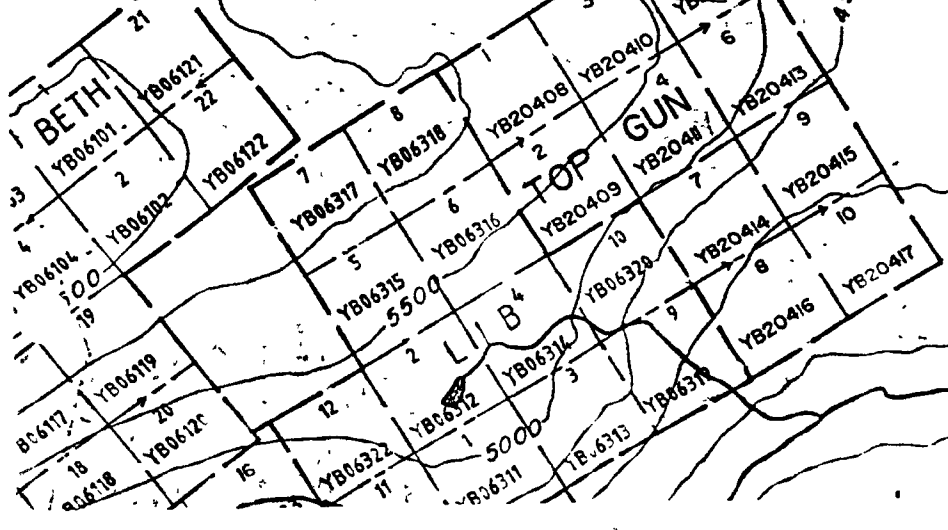 21
YB06121
22
BETH
YB06101
2
YB06122
YB06102
4
YB06104
19
YB06119
20
YB06120
18
16
7
YB06317
8
YB06318
5
YB06315
6
YB06316
5500
YB20408
2
YB20410
4
6
TOP GUN
YB20409
YB20413
9
7
YB20415
10
YB20414
8
YB20417
YB20416
10
YB06320
9
L I B
4
2
YB06314
3
YB06312
1
5000
12
YB06322
11